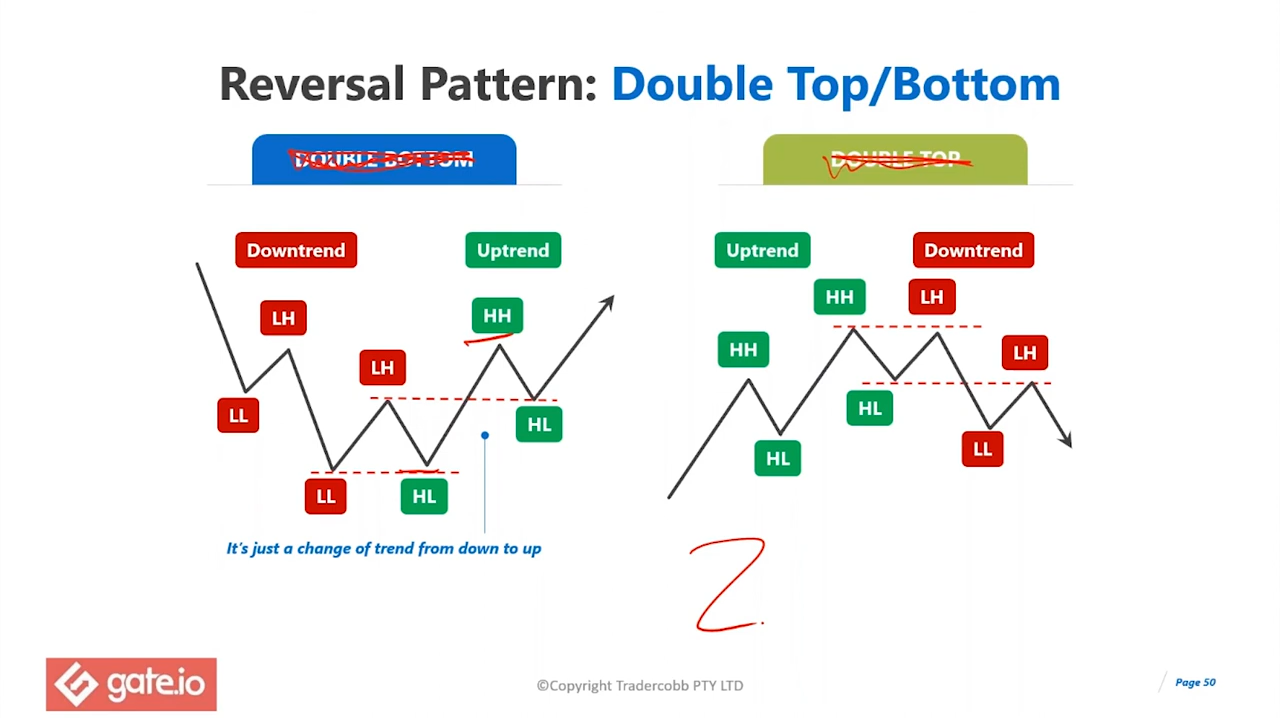 Reversal Pattern: Double Top/Bottom
DOUBLE BOTTOM
DOUBLE TOP
Downtrend
Uptrend
LH
HH
LH
LL
HL
LL
HL
It's just a change of trend from down to up
Uptrend
Downtrend
HH
LH
HH
LH
HL
HL
LL
2
gate.io
©Copyright Tradercobb PTY LTD
Page 50